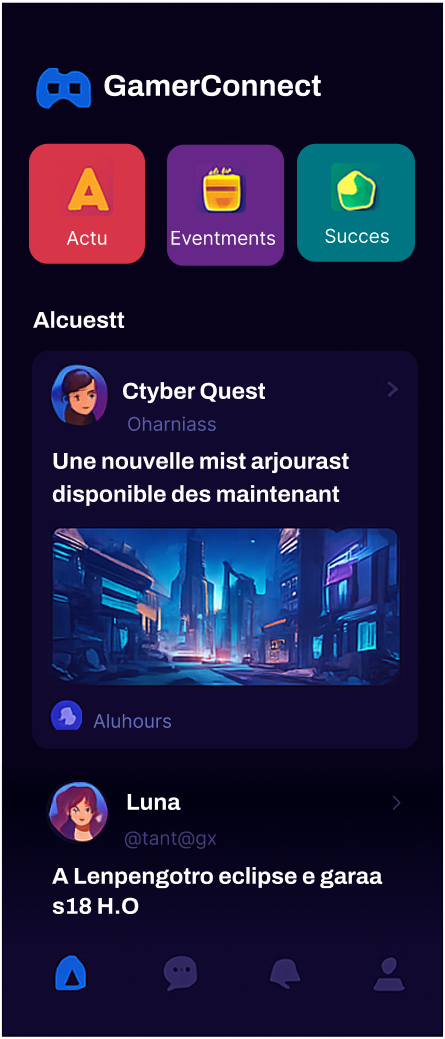 GamerConnect
Actu
Eventments
Succes
Alcuestt
Ctyber Quest
Oharniass
Une nouvelle mist arjourast
disponible des maintenant
Aluhours
Luna
@tant@gx
A Lenpengotro eclipse e garaa
s18 H.O